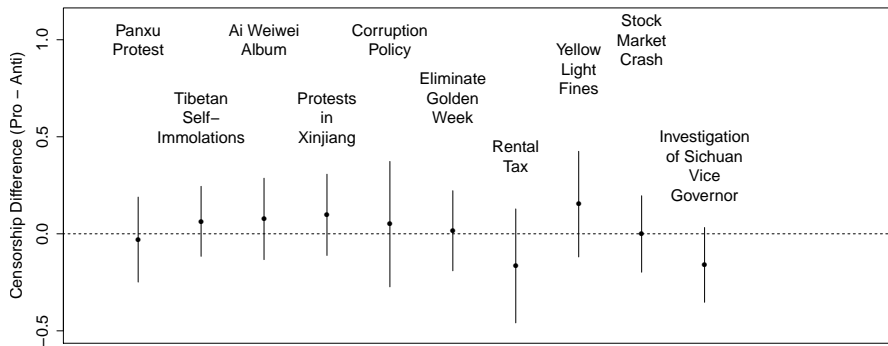 Censorship Difference (Pro − Anti)
1.0
0.5
0.0
−0.5
Panxu
Protest
Tibetan
Self−
Immolations
Ai Weiwei
Album
Protests
in
Xinjiang
Corruption
Policy
Eliminate
Golden
Week
Rental
Tax
Yellow
Light
Fines
Stock
Market
Crash
Investigation
of Sichuan
Vice
Governor